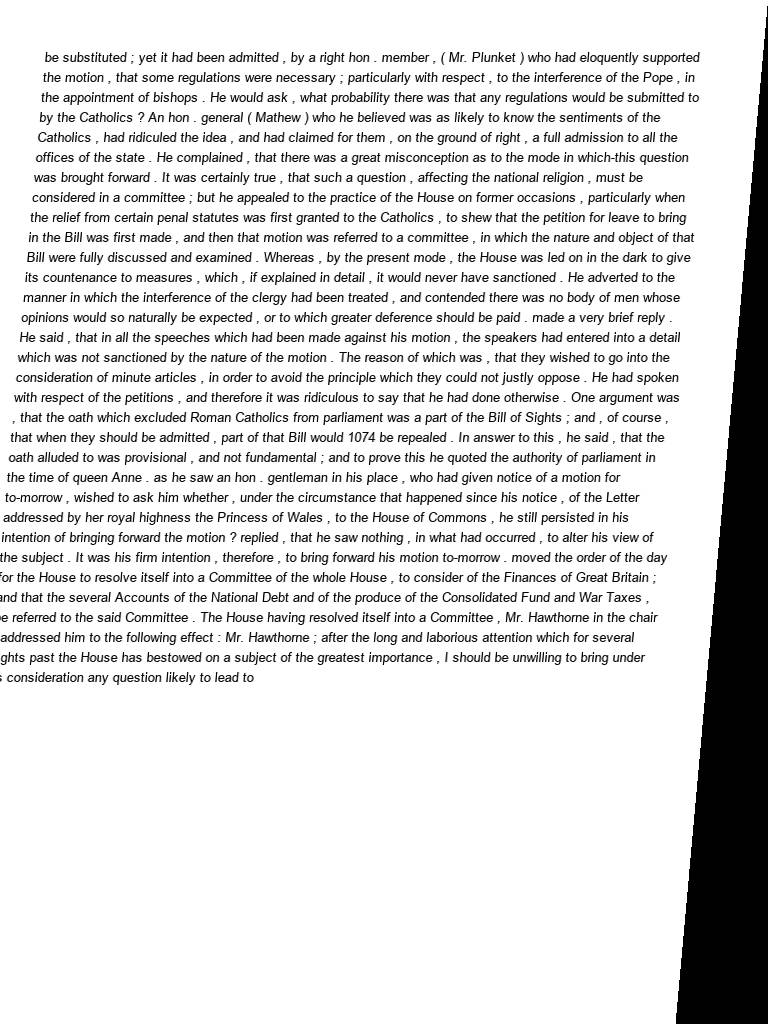 be substituted ; yet it had been admitted , by a right hon . member , ( Mr. Plunket ) who had eloquently supported
the motion , that some regulations were necessary ; particularly with respect , to the interference of the Pope , in
the appointment of bishops . He would ask , what probability there was that any regulations would be submitted to
by the Catholics ? An hon . general ( Mathew ) who he believed was as likely to know the sentiments of the
Catholics , had ridiculed the idea , and had claimed for them , on the ground of right , a full admission to all the
offices of the state . He complained , that there was a great misconception as to the mode in which-this question
was brought forward . It was certainly true , that such a question , affecting the national religion , must be
considered in a committee ; but he appealed to the practice of the House on former occasions , particularly when
the relief from certain penal statutes was first granted to the Catholics , to shew that the petition for leave to bring
in the Bill was first made , and then that motion was referred to a committee , in which the nature and object of that
Bill were fully discussed and examined . Whereas , by the present mode , the House was led on in the dark to give
its countenance to measures , which , if explained in detail , it would never have sanctioned . He adverted to the
manner in which the interference of the clergy had been treated , and contended there was no body of men whose
opinions would so naturally be expected , or to which greater deference should be paid . made a very brief reply .
He said , that in all the speeches which had been made against his motion , the speakers had entered into a detail
which was not sanctioned by the nature of the motion . The reason of which was , that they wished to go into the
consideration of minute articles , in order to avoid the principle which they could not justly oppose . He had spoken
with respect of the petitions , and therefore it was ridiculous to say that he had done otherwise . One argument was
, that the oath which excluded Roman Catholics from parliament was a part of the Bill of Sights ; and , of course ,
that when they should be admitted , part of that Bill would 1074 be repealed . In answer to this , he said , that the
oath alluded to was provisional , and not fundamental ; and to prove this he quoted the authority of parliament in
the time of queen Anne . as he saw an hon . gentleman in his place , who had given notice of a motion for
to-morrow , wished to ask him whether , under the circumstance that happened since his notice , of the Letter
addressed by her royal highness the Princess of Wales , to the House of Commons , he still persisted in his
intention of bringing forward the motion ? replied , that he saw nothing , in what had occurred , to alter his view of
the subject . It was his firm intention , therefore , to bring forward his motion to-morrow . moved the order of the day
for the House to resolve itself into a Committee of the whole House , to consider of the Finances of Great Britain ;
and that the several Accounts of the National Debt and of the produce of the Consolidated Fund and War Taxes ,
be referred to the said Committee . The House having resolved itself into a Committee , Mr. Hawthorne in the chair
addressed him to the following effect : Mr. Hawthorne ; after the long and laborious attention which for several
past the House has bestowed on a subject of the greatest importance , I should be unwilling to bring under
consideration any question likely to lead to